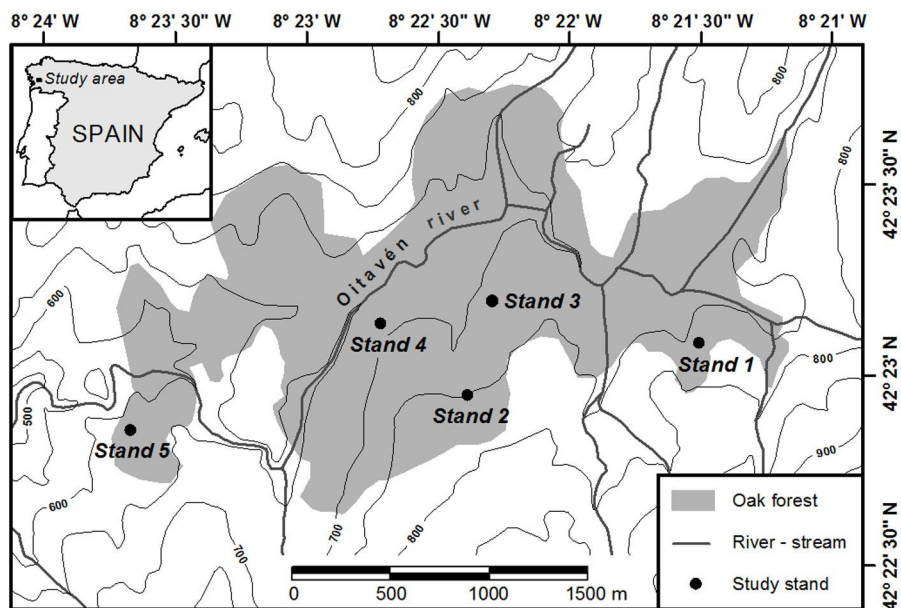 8° 24' W 8° 23' 30" W 8° 23' W 8° 22' 30" W 8° 22' W 8° 21' 30" W 8° 21' W
Study area
SPAIN
800
800
800
42° 23' 30" N
Oitavén river
600
Stand 3
Stand 4
Stand 1
800
42° 23' N
Stand 2
500
Stand 5
900
600
700
700
800
Oak forest
River - stream
Study stand
42° 22' 30" N
0 500 1000 1500 m